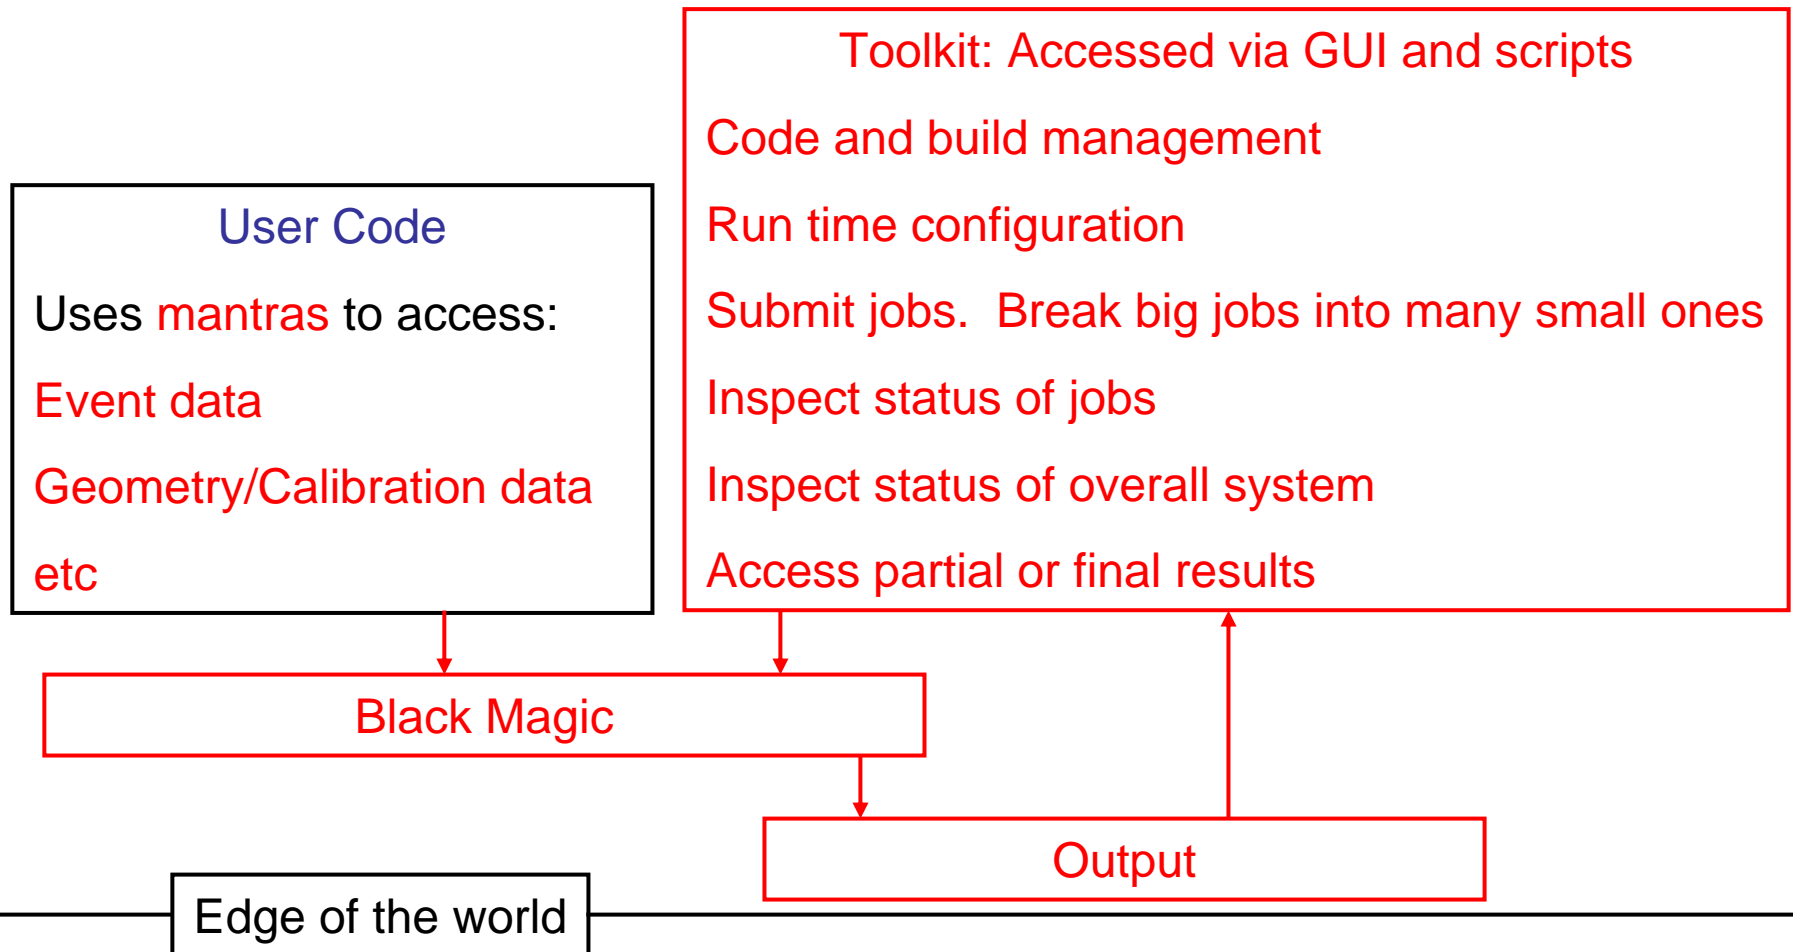 User Code
Uses mantras to access:
Event data
Geometry/Calibration data
etc
Toolkit: Accessed via GUI and scripts
Code and build management
Run time configuration
Submit jobs.  Break big jobs into many small ones
Inspect status of jobs
Inspect status of overall system
Access partial or final results
Black Magic
Output
Edge of the world